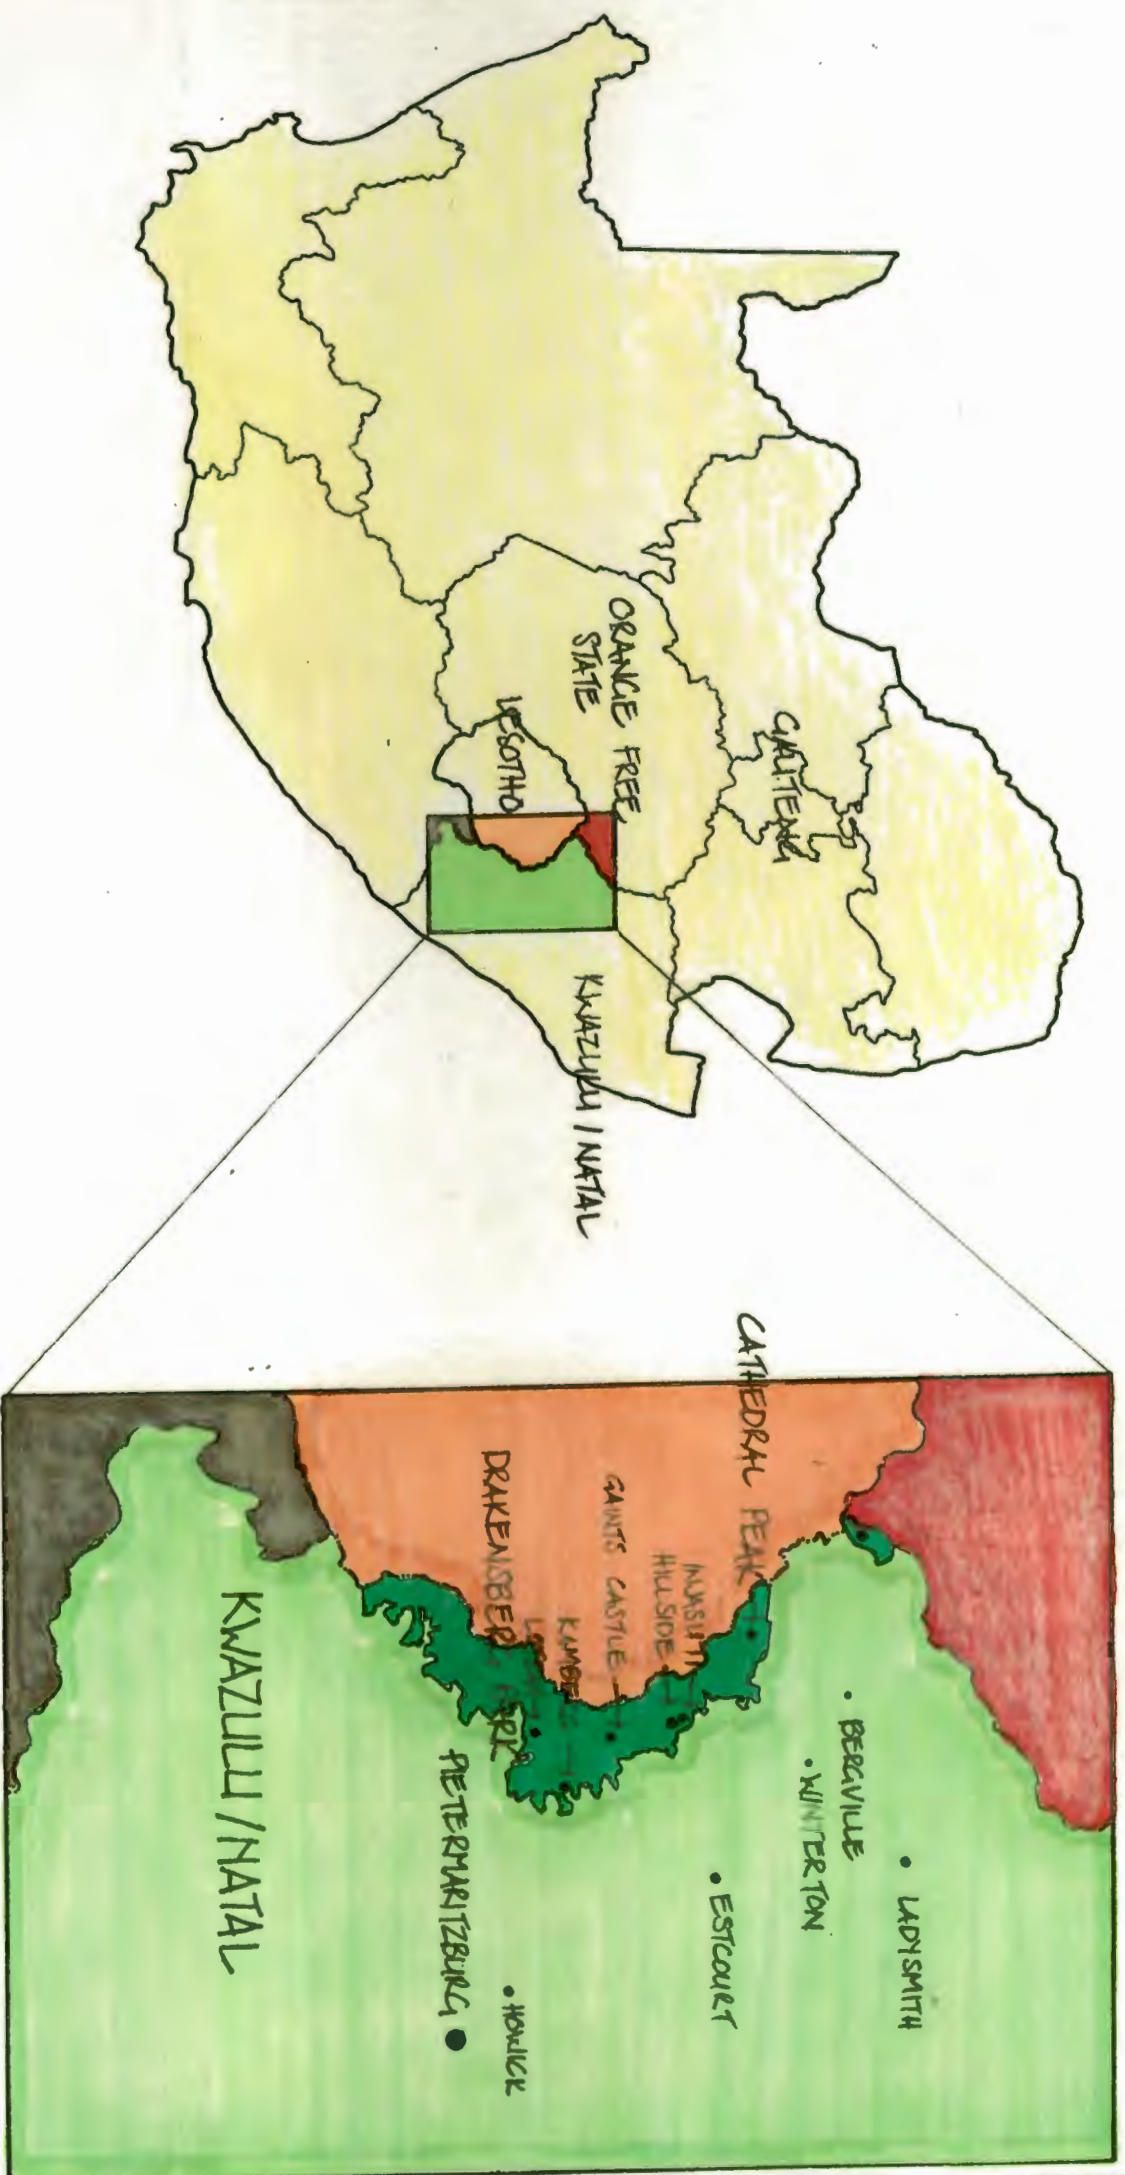 GAUTENG
ORANGE FREE
STATE
LESOTHO
KWAZULU / NATAL
LADYSMITH
BERGVILLE
WINTERTON
CATHEDRAL PEAK
ESTCOURT
INJASUTI
HILLSIDE
GAINTS CASTLE
KAMBERG
HOWICK
DRAKENSBERG PARK
PIETERMARITZBURG
KWAZULU / NATAL